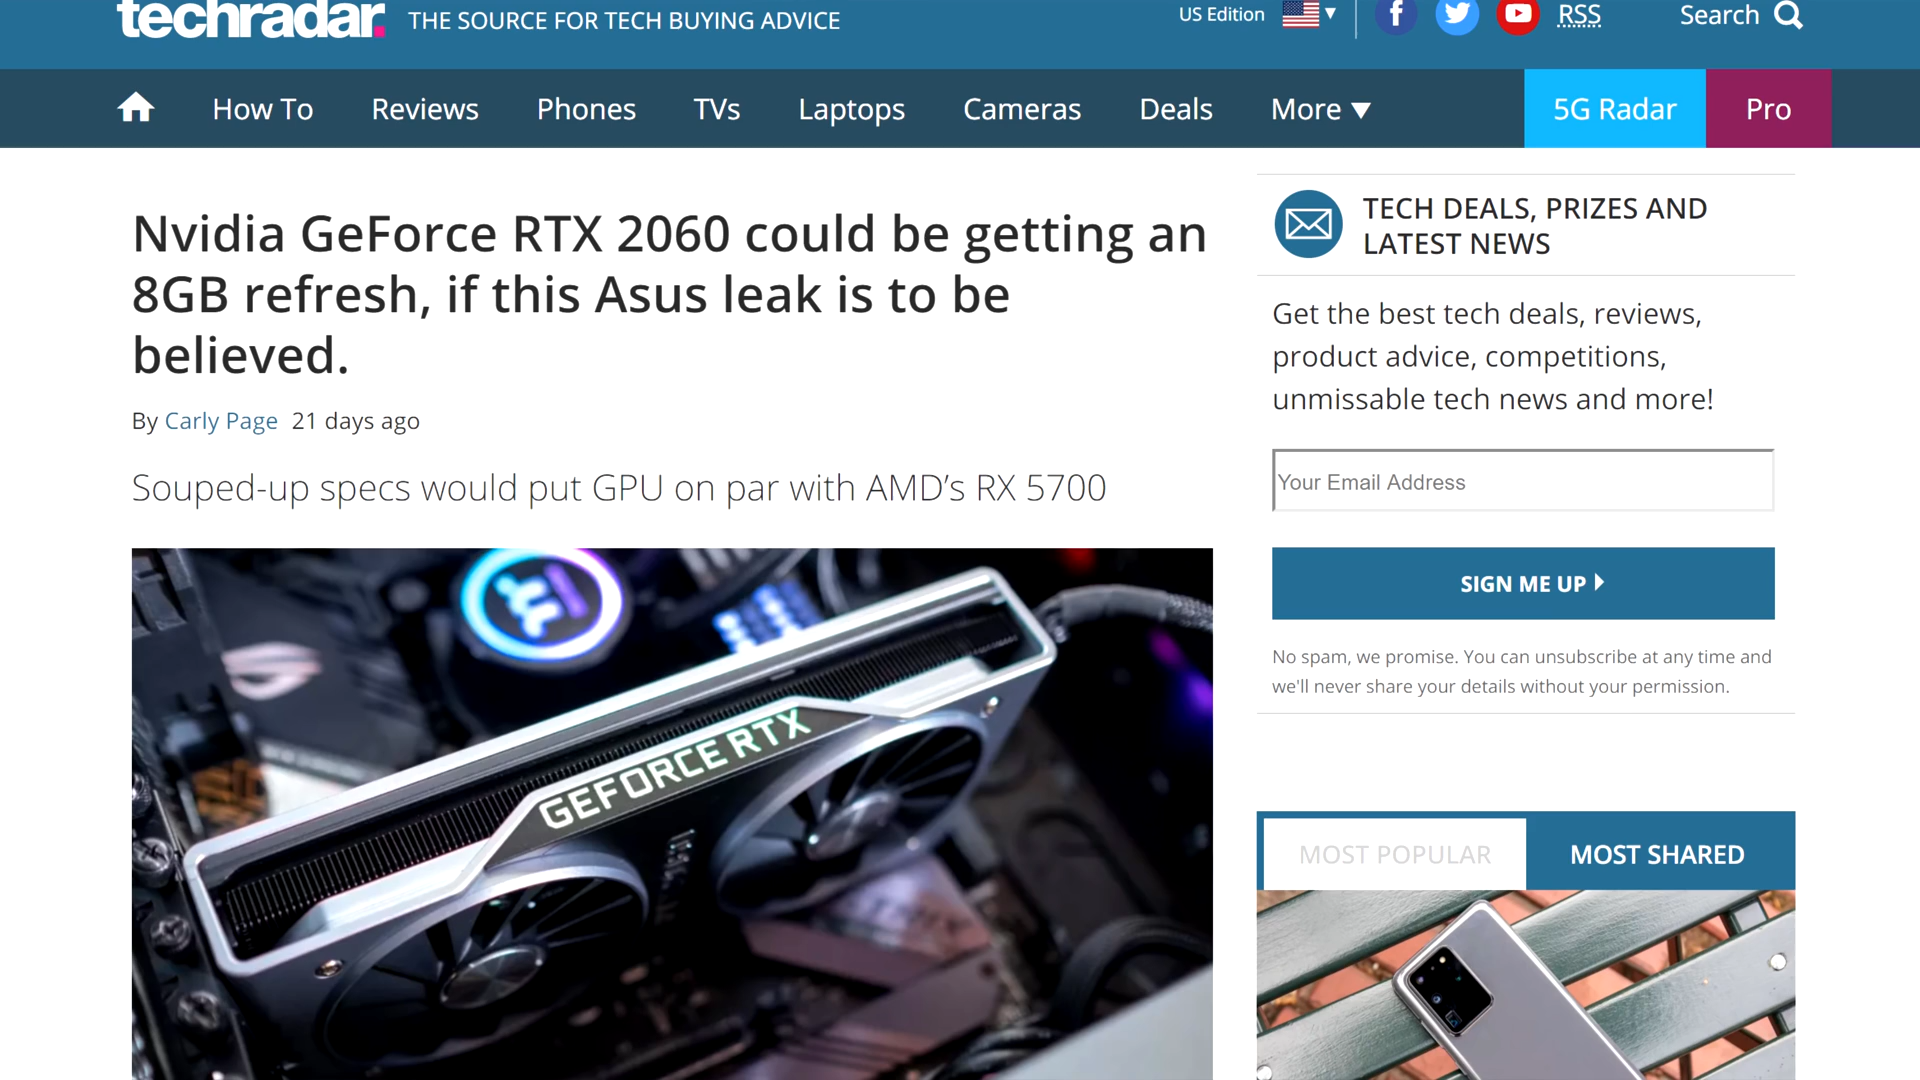 techradar.
THE SOURCE FOR TECH BUYING ADVICE
US Edition
RSS
Search
How To
Reviews
Phones
TVs
Laptops
Cameras
Deals
More
5G Radar
Pro
Nvidia GeForce RTX 2060 could be getting an
8GB refresh, if this Asus leak is to be
believed.
By Carly Page 21 days ago
Souped-up specs would put GPU on par with AMD’s RX 5700
GEFORCE RTX
TECH DEALS, PRIZES AND
LATEST NEWS
Get the best tech deals, reviews,
product advice, competitions,
unmissable tech news and more!
Your Email Address
SIGN ME UP
No spam, we promise. You can unsubscribe at any time and
we'll never share your details without your permission.
MOST POPULAR
MOST SHARED